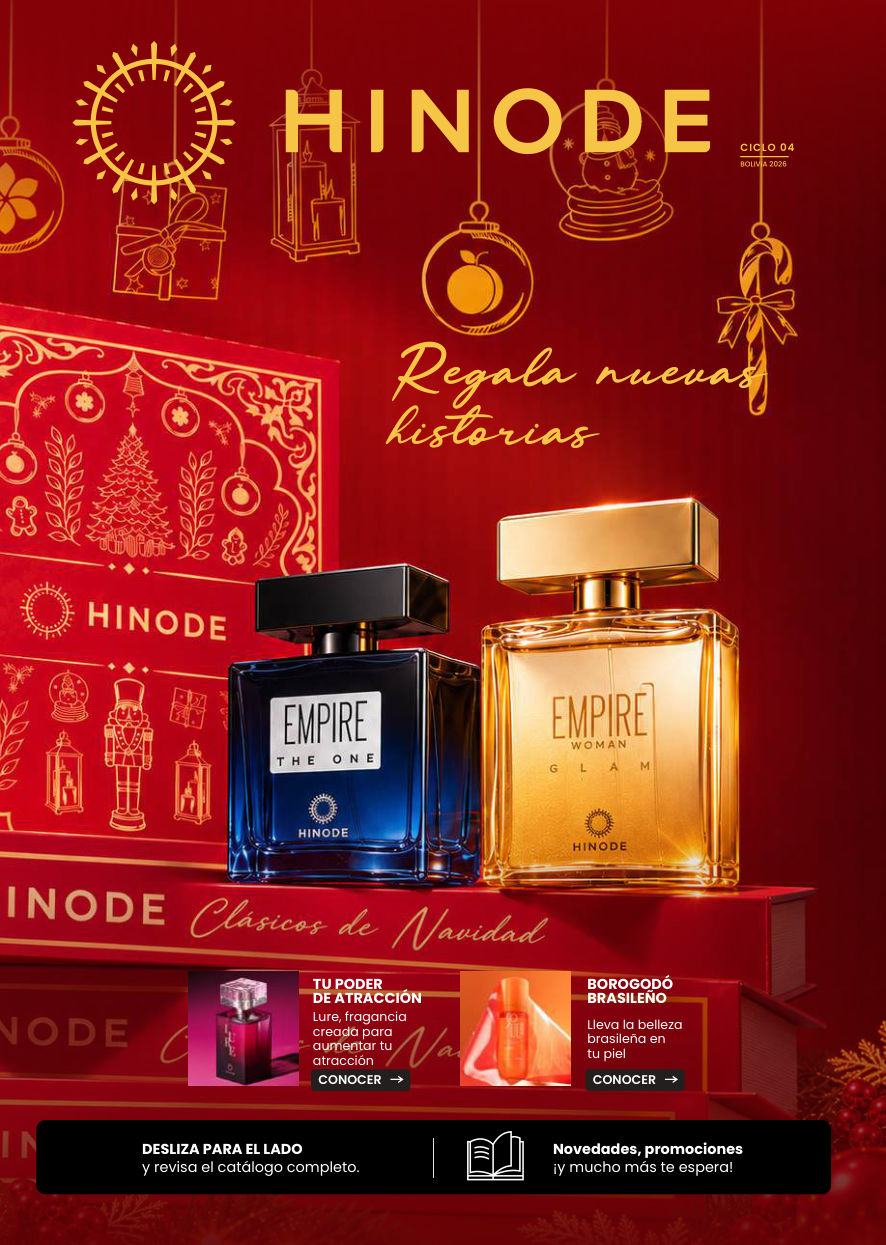 HINODE
CICLO 04
BOLIVIA 2026
Regala nuevas
historias
HINODE
EMPIRE
THE ONE
HINODE
EMPIRE
WOMAN
GLAM
HINODE
INODE Clásicos de Navidad
TU PODER
DE ATRACCIÓN
Lure, fragancia
creada para
aumentar tu
atracción
CONOCER
BOROGODÓ
BRASILEÑO
Lleva la belleza
brasileña en
tu piel
CONOCER
NODE
DESLIZA PARA EL LADO
y revisa el catálogo completo.
Novedades, promociones
¡y mucho más te espera!